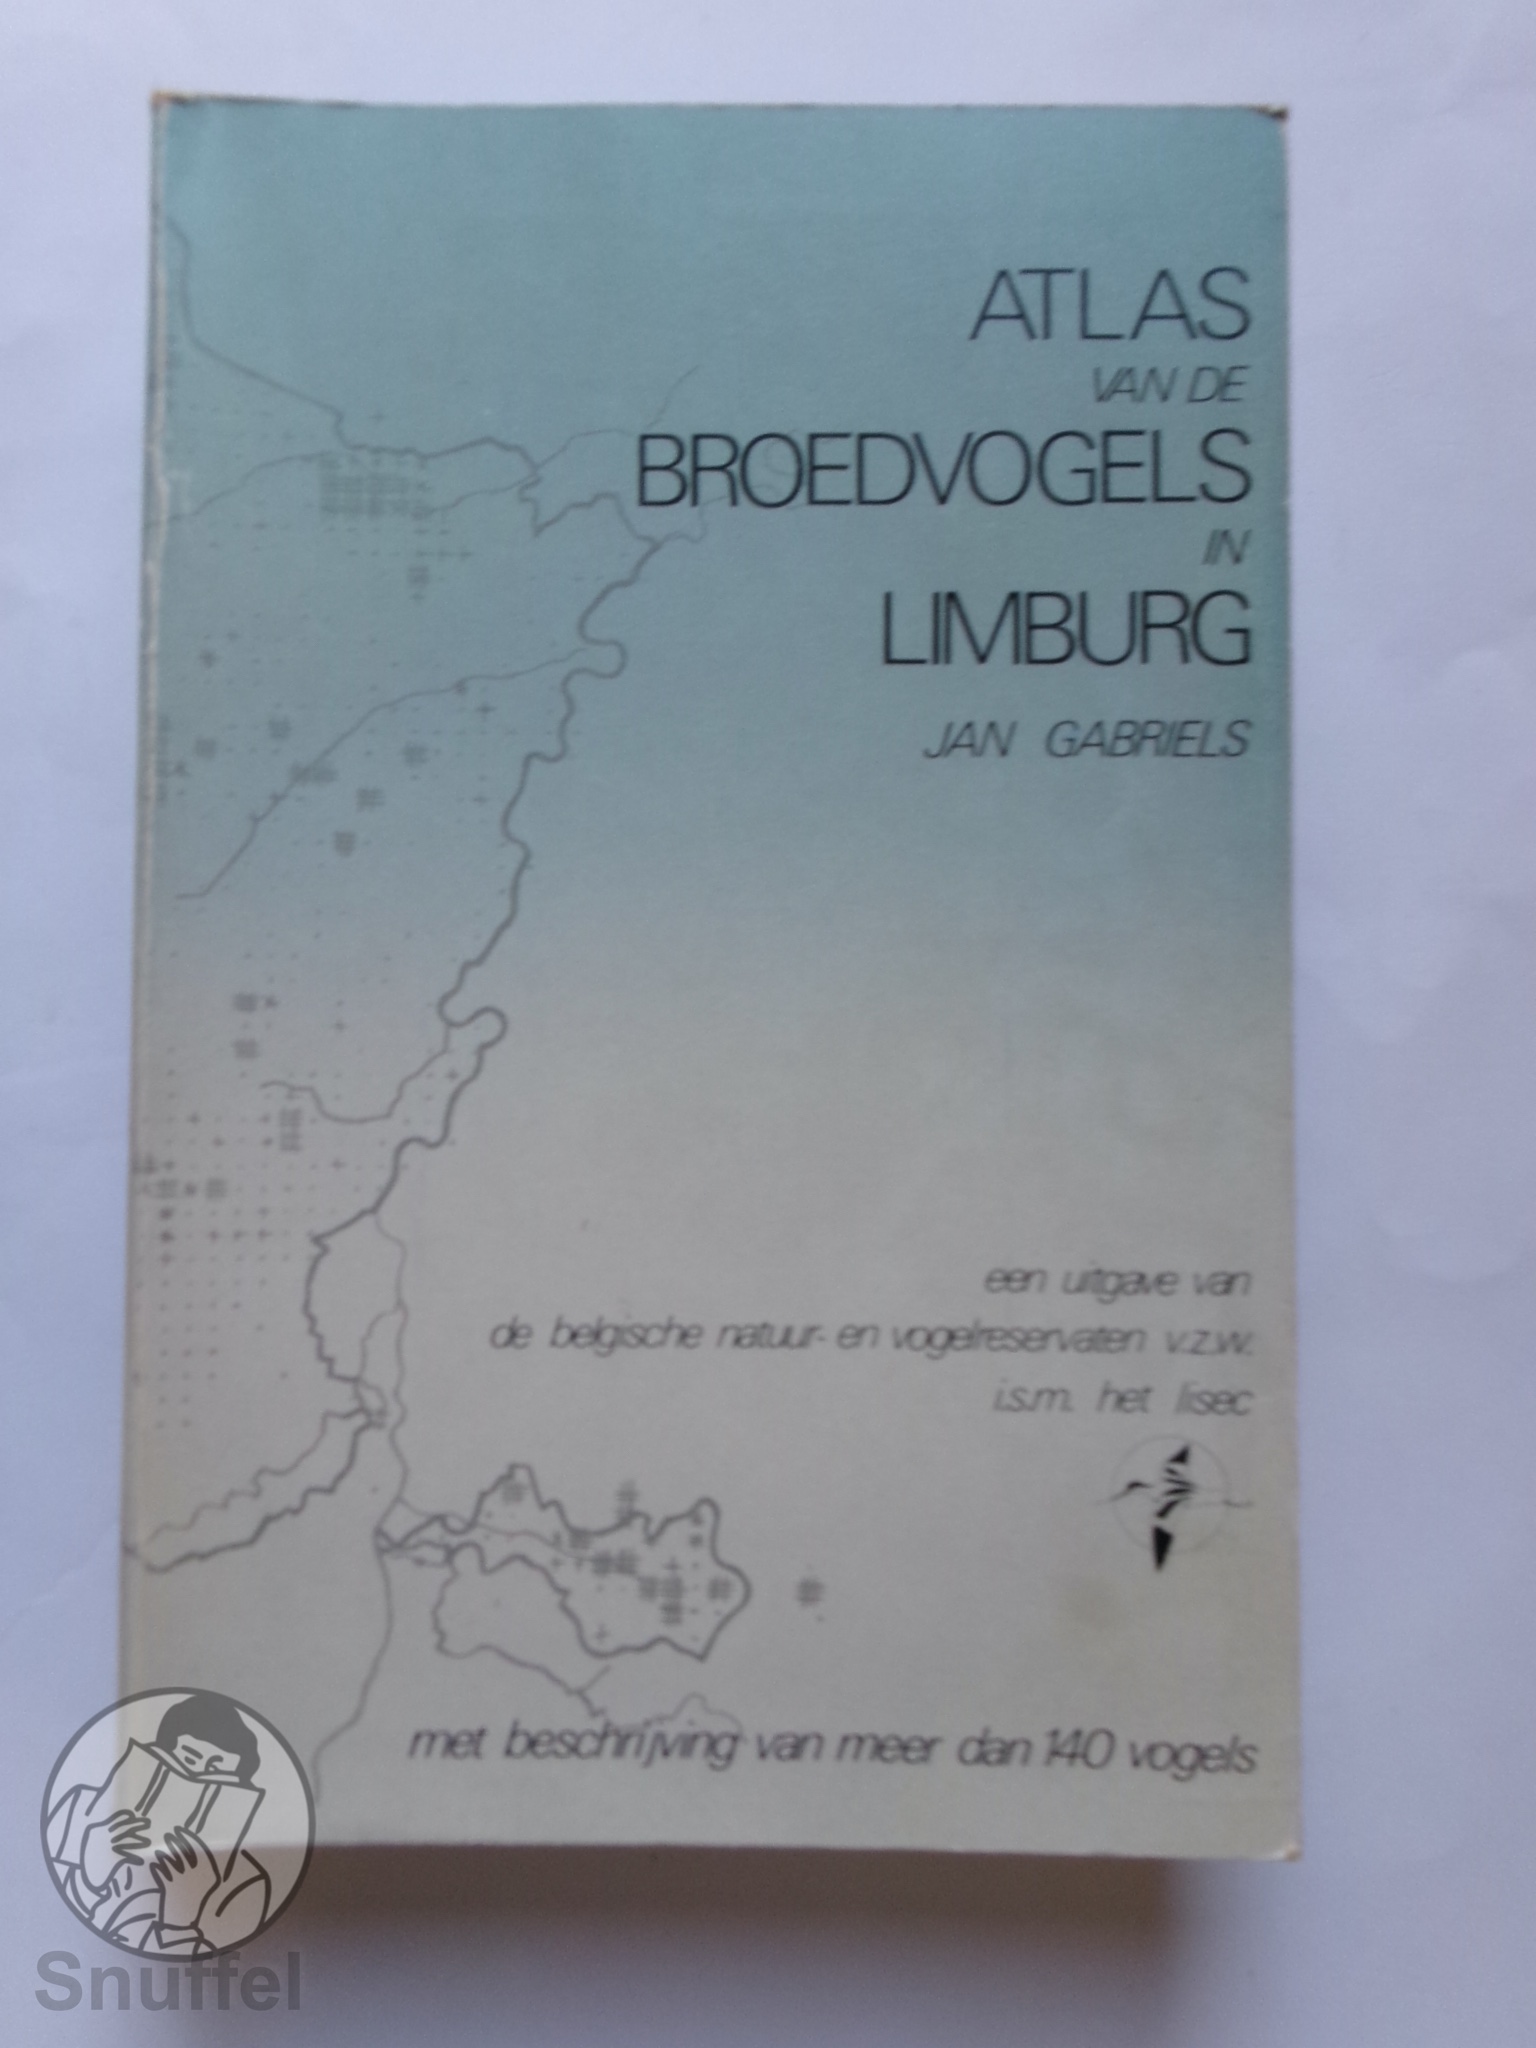 ATLAS
VAN DE
BROEDVOGELS
IN
LIMBURG
JAN GABRIELS
een uitgave van
de belgische natuur- en vogelreservaten v.z.w.
i.s.m. het lisec
met beschrijving van meer dan 140 vogels
Snuffel